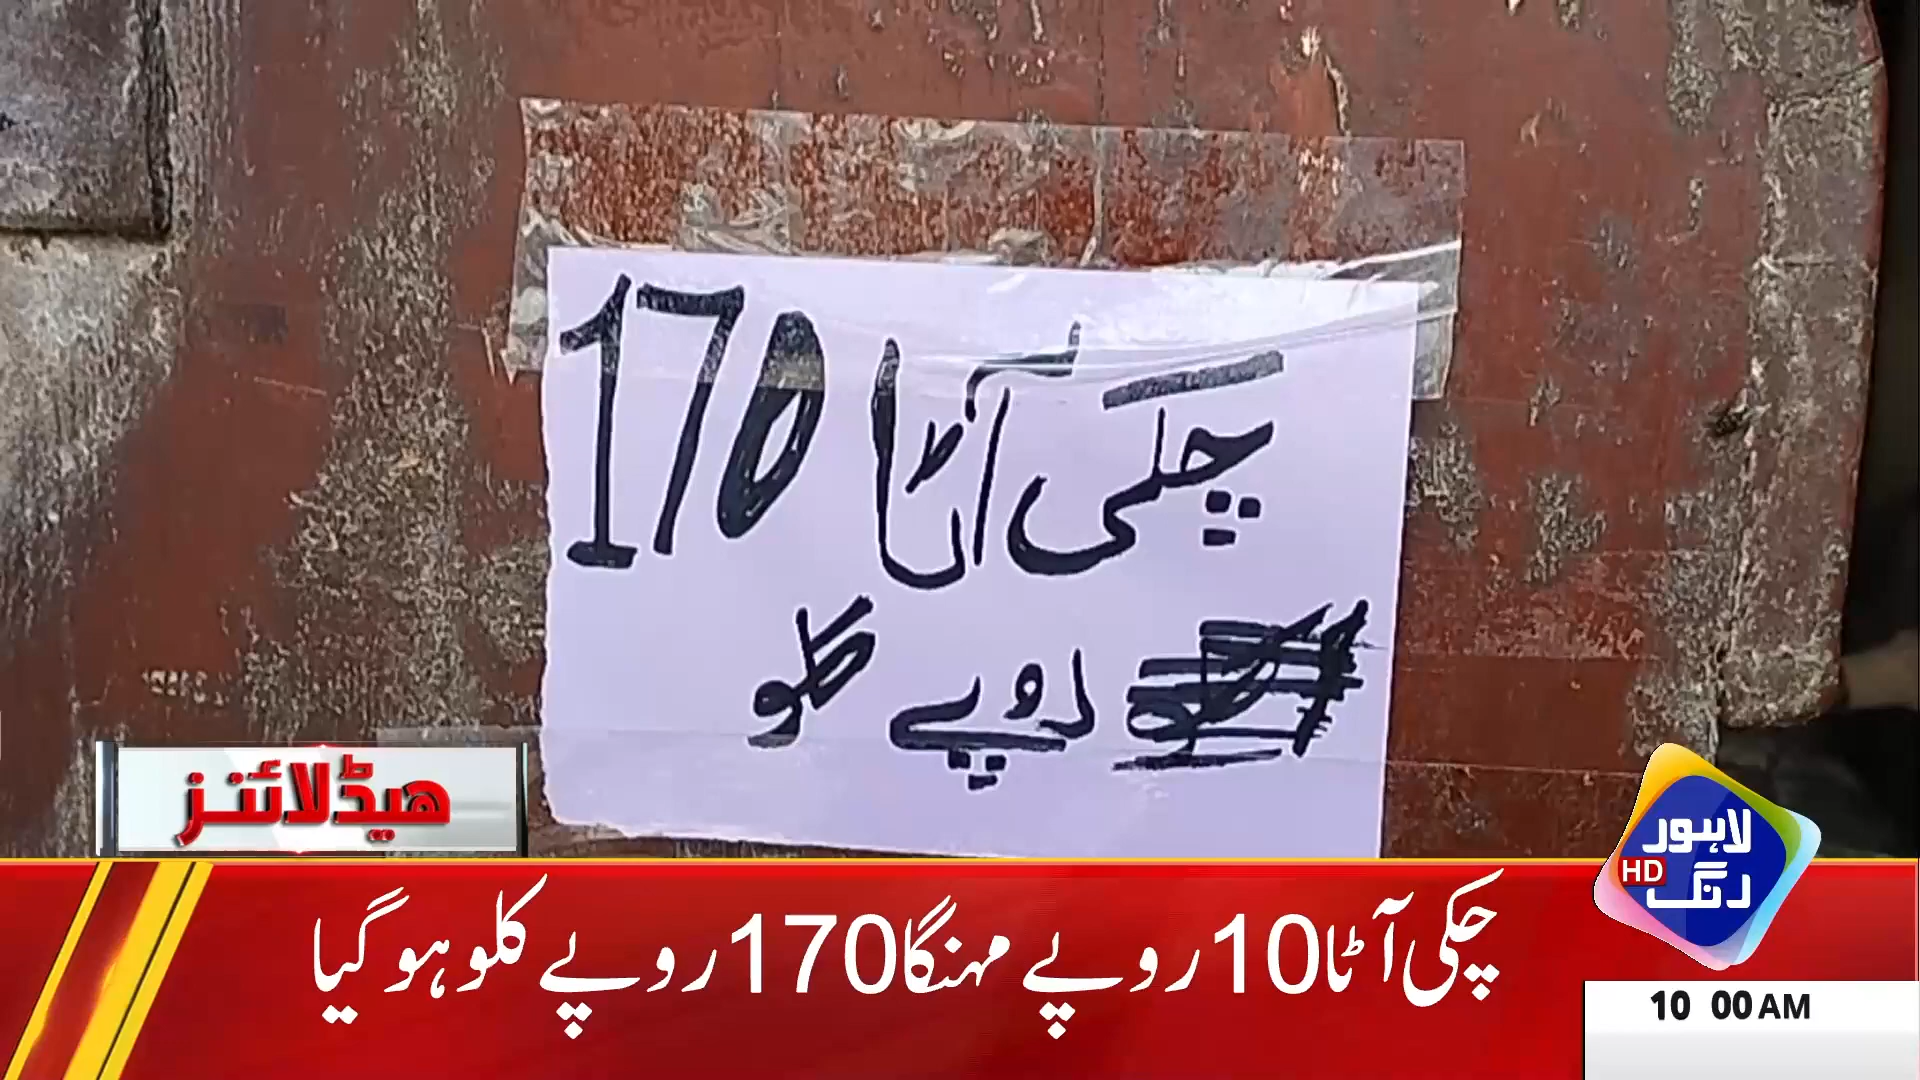 چکی آٹا 170
روپے کلو
ہیڈلائنز
لاہور
رنگ
HD
چکی آٹا 10 روپے مہنگا 170 روپے کلو ہو گیا
10 00 AM